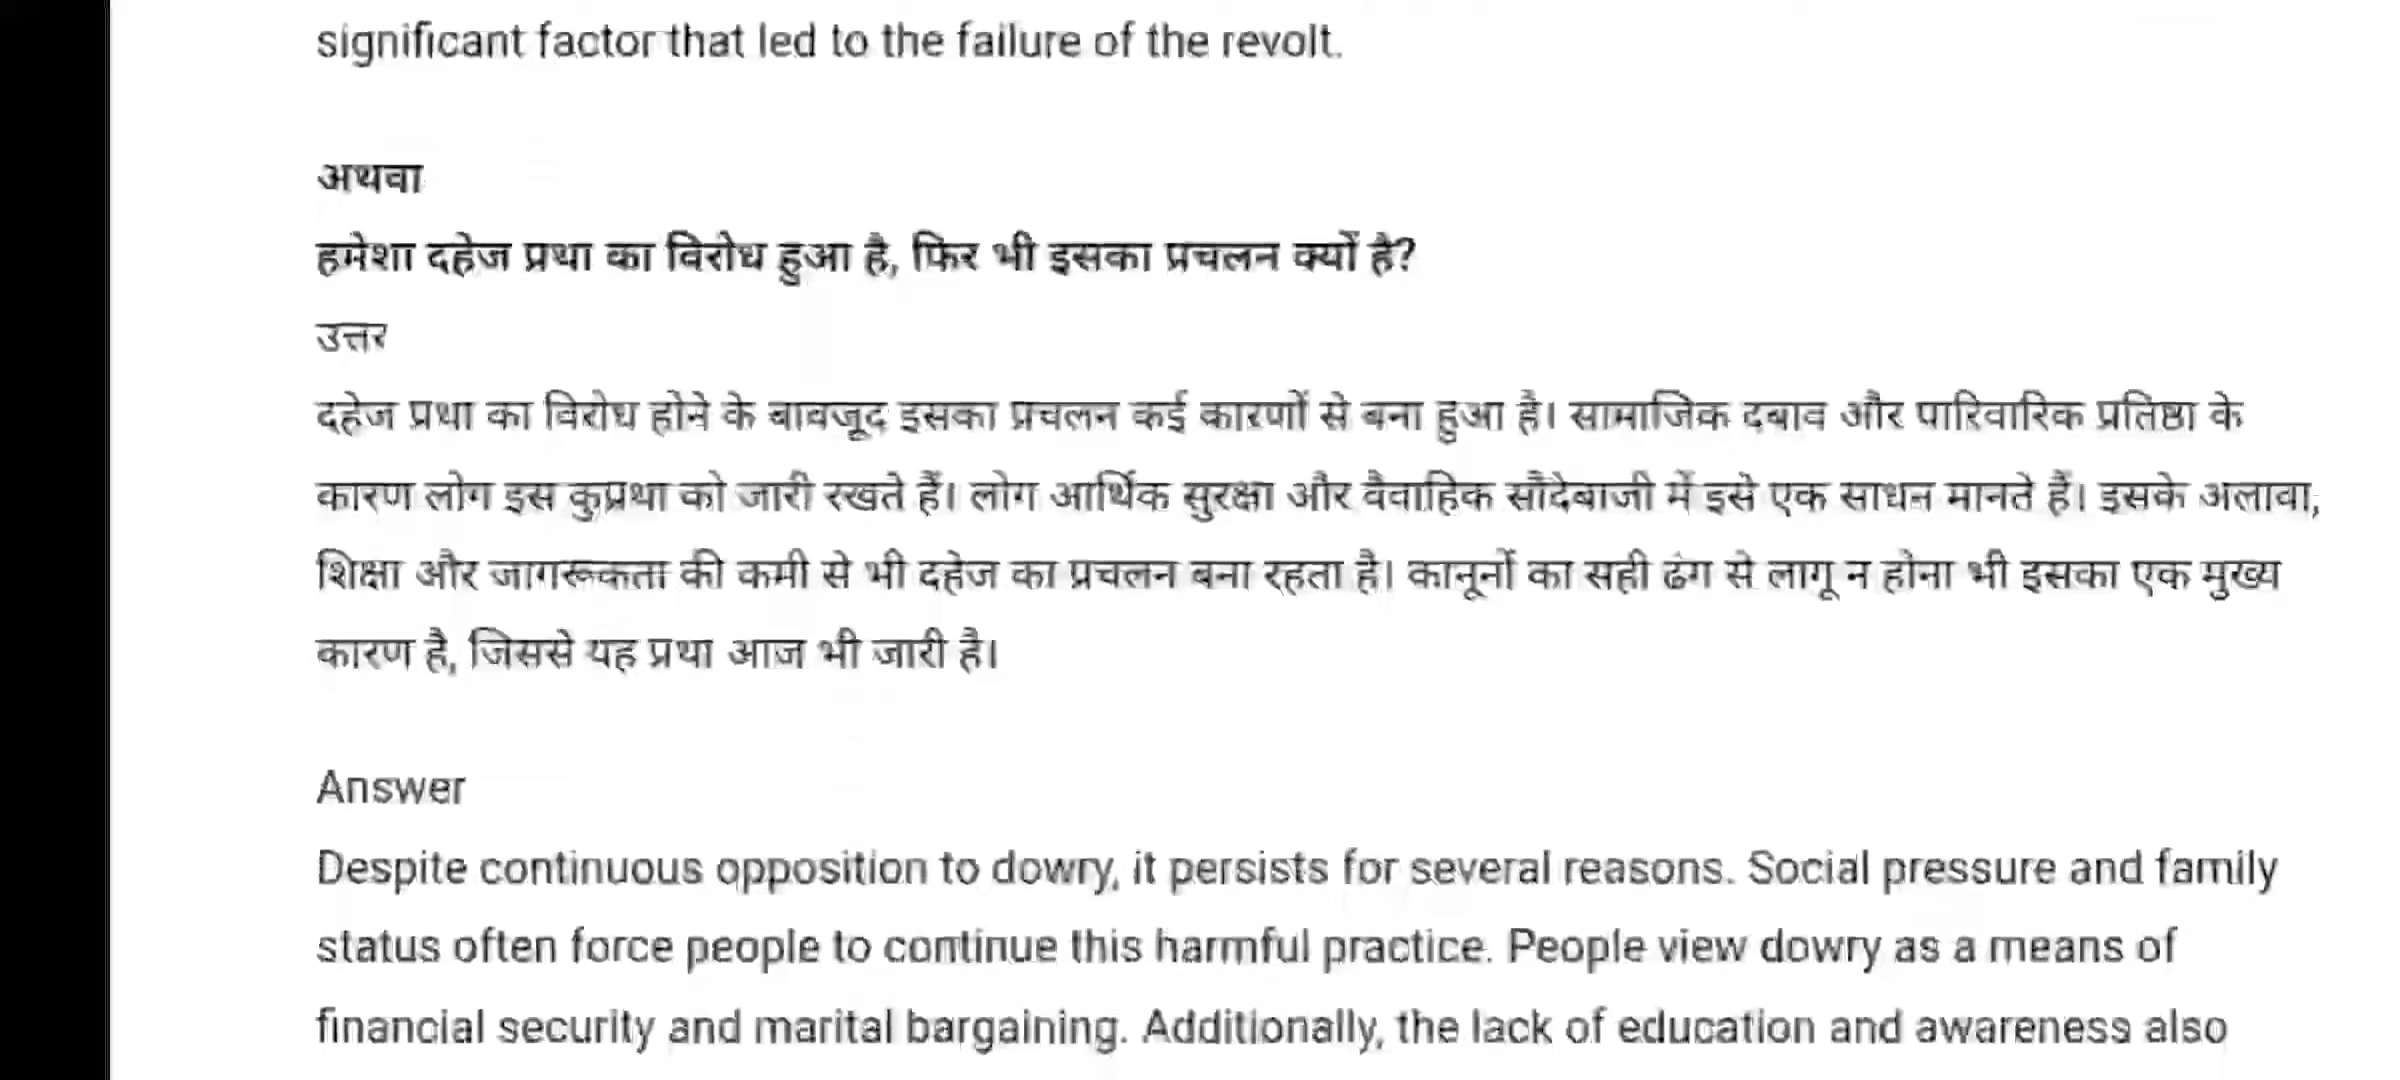 significant factor that led to the failure of the revolt.
अथवा
हमेशा दहेज प्रथा का विरोध हुआ है, फिर भी इसका प्रचलन क्यों है?
उत्तर
दहेज प्रथा का विरोध होने के बावजूद इसका प्रचलन कई कारणों से बना हुआ है। सामाजिक दबाव और पारिवारिक प्रतिष्ठा के
कारण लोग इस कुप्रथा को जारी रखते हैं। लोग आर्थिक सुरक्षा और वैवाहिक सौदेबाजी में इसे एक साधन मानते हैं। इसके अलावा,
शिक्षा और जागरूकता की कमी से भी दहेज का प्रचलन बना रहता है। कानूनों का सही ढंग से लागू न होना भी इसका एक मुख्य
कारण है, जिससे यह प्रथा आज भी जारी है।
Answer
Despite continuous opposition to dowry, it persists for several reasons. Social pressure and family
status often force people to continue this harmful practice. People view dowry as a means of
financial security and marital bargaining. Additionally, the lack of education and awareness also